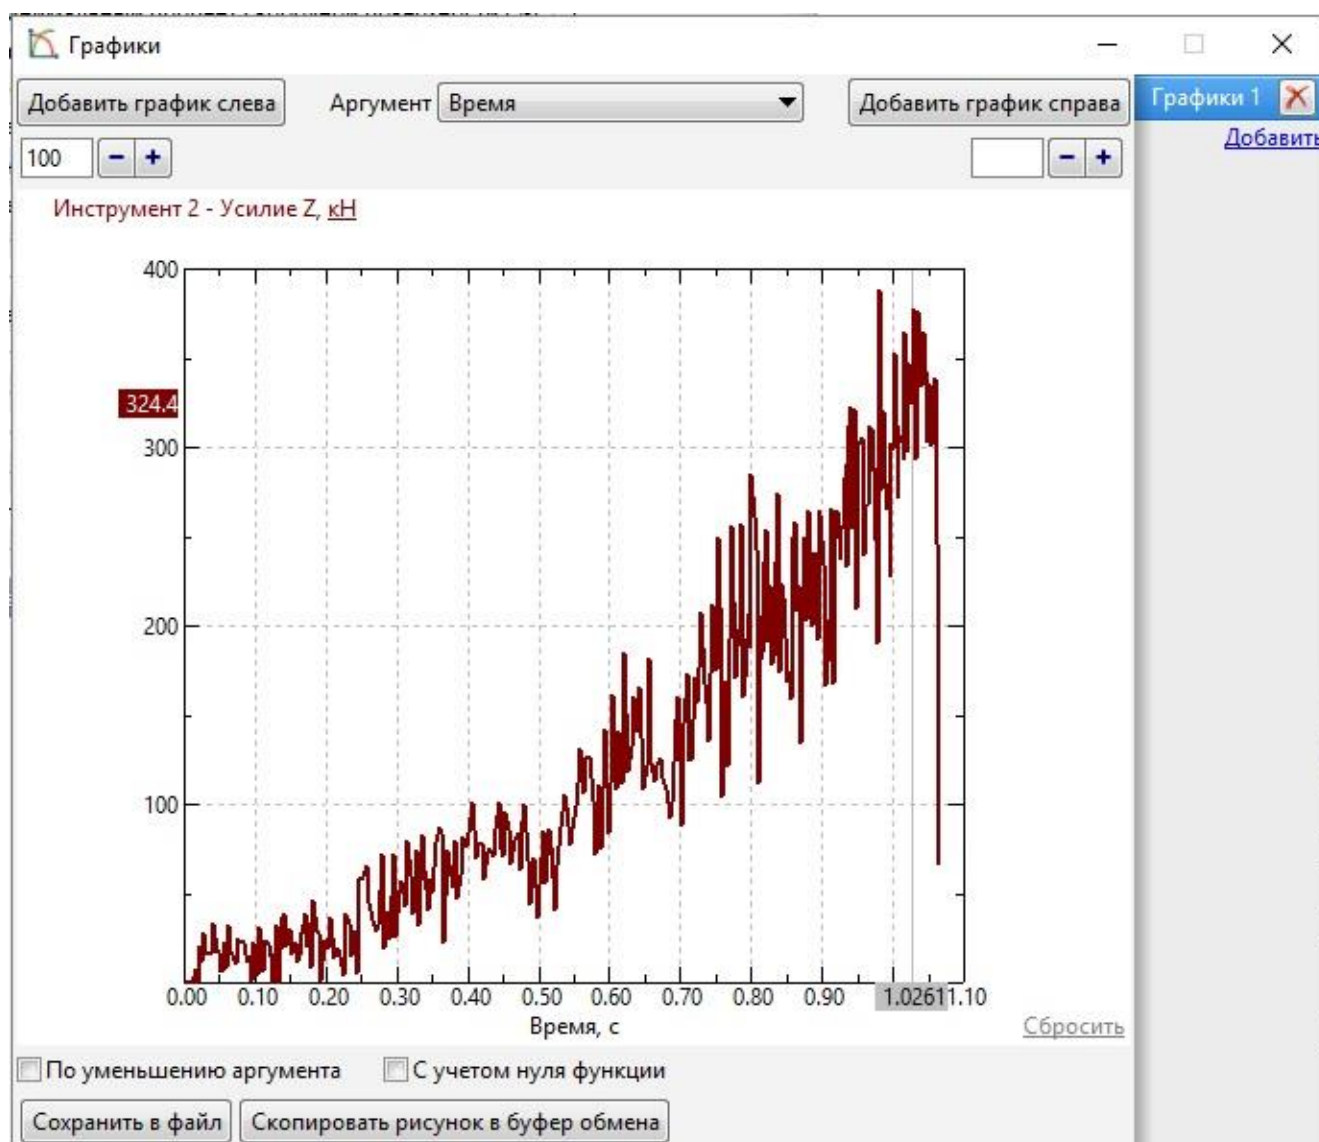 Графики
Добавить график слева Аргумент Время Добавить график справа Графики 1
Добавить
100 − + − +
Инструмент 2 - Усилие Z, кН
400
324.4
300
200
100
0.00 0.10 0.20 0.30 0.40 0.50 0.60 0.70 0.80 0.90 1.02611 1.10
Время, с
Сбросить
По уменьшению аргумента С учетом нуля функции
Сохранить в файл Скопировать рисунок в буфер обмена